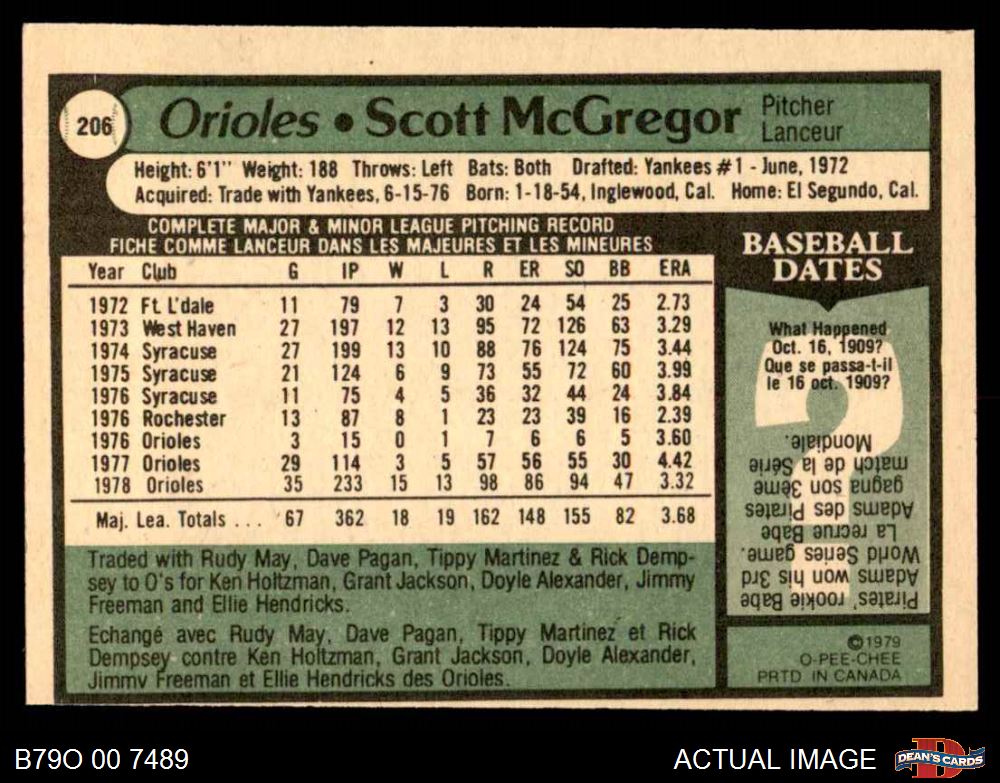 206
Orioles • Scott McGregor
Pitcher
Lanceur
Height: 6'1" Weight: 188 Throws: Left Bats: Both Drafted: Yankees #1 - June, 1972
Acquired: Trade with Yankees, 6-15-76 Born: 1-18-54, Inglewood, Cal. Home: El Segundo, Cal.
COMPLETE MAJOR & MINOR LEAGUE PITCHING RECORD
FICHE COMME LANCEUR DANS LES MAJEURES ET LES MINEURES
Year Club G IP W L R ER SO BB ERA
1972 Ft. L'dale 11 79 7 3 30 24 54 25 2.73
1973 West Haven 27 197 12 13 95 72 126 63 3.29
1974 Syracuse 27 199 13 10 88 76 124 75 3.44
1975 Syracuse 21 124 6 9 73 55 72 60 3.99
1976 Syracuse 11 75 4 5 36 32 44 24 3.84
1976 Rochester 13 87 8 1 23 23 39 16 2.39
1976 Orioles 3 15 0 1 7 6 6 5 3.60
1977 Orioles 29 114 3 5 57 56 55 30 4.42
1978 Orioles 35 233 15 13 98 86 94 47 3.32
Maj. Lea. Totals ... 67 362 18 19 162 148 155 82 3.68
Traded with Rudy May, Dave Pagan, Tippy Martinez & Rick Demp-
sey to O's for Ken Holtzman, Grant Jackson, Doyle Alexander, Jimmy
Freeman and Ellie Hendricks.
Echangé avec Rudy May, Dave Pagan, Tippy Martinez et Rick
Dempsey contre Ken Holtzman, Grant Jackson, Doyle Alexander,
Jimmy Freeman et Ellie Hendricks des Orioles.
BASEBALL
DATES
What Happened
Oct. 16, 1909?
Que se passa-t-il
le 16 oct. 1909?
Pirates' rookie Babe
Adams won his 3rd
World Series game.
La recrue Babe
Adams des Pirates
gagna son 3ème
match de la Série
Mondiale.
©1979
O-PEE-CHEE
PRTD IN CANADA
B79O 00 7489
ACTUAL IMAGE
DEAN'S CARDS